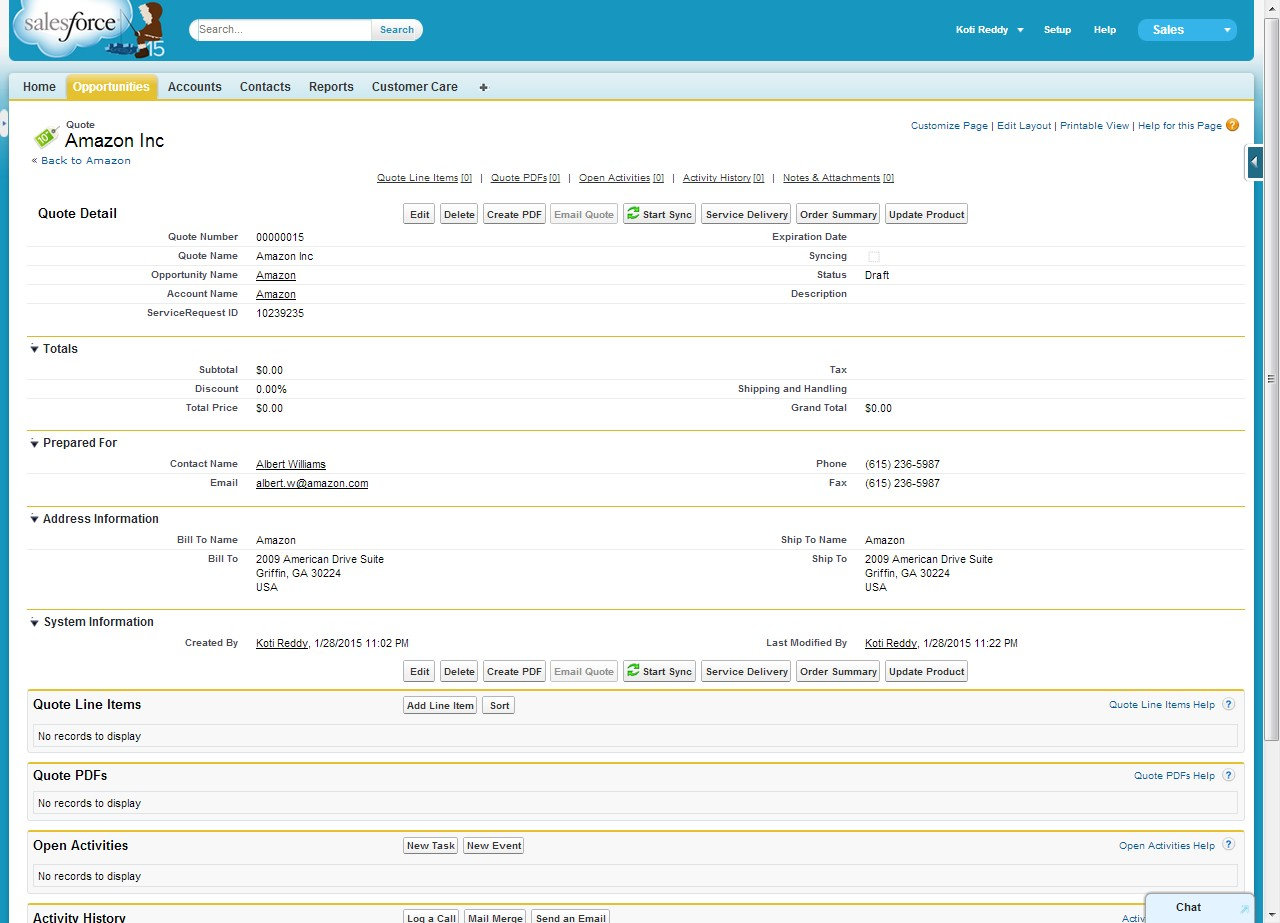 salesforce
15
Search...
Search
Koti Reddy
Setup
Help
Sales
Home
Opportunities
Accounts
Contacts
Reports
Customer Care
+
10%
Quote
Amazon Inc
« Back to Amazon
Customize Page | Edit Layout | Printable View | Help for this Page ?
Quote Line Items [0] | Quote PDFs [0] | Open Activities [0] | Activity History [0] | Notes & Attachments [0]
Quote Detail
Edit
Delete
Create PDF
Email Quote
Start Sync
Service Delivery
Order Summary
Update Product
Quote Number 00000015
Expiration Date
Quote Name Amazon Inc
Syncing
Opportunity Name Amazon
Status Draft
Account Name Amazon
Description
ServiceRequest ID 10239235
Totals
Subtotal $0.00
Tax
Discount 0.00%
Shipping and Handling
Total Price $0.00
Grand Total $0.00
Prepared For
Contact Name Albert Williams
Phone (615) 236-5987
Email albert.w@amazon.com
Fax (615) 236-5987
Address Information
Bill To Name Amazon
Ship To Name Amazon
Bill To 2009 American Drive Suite
Griffin, GA 30224
USA
Ship To 2009 American Drive Suite
Griffin, GA 30224
USA
System Information
Created By Koti Reddy, 1/28/2015 11:02 PM
Last Modified By Koti Reddy, 1/28/2015 11:22 PM
Edit
Delete
Create PDF
Email Quote
Start Sync
Service Delivery
Order Summary
Update Product
Quote Line Items
Add Line Item
Sort
Quote Line Items Help ?
No records to display
Quote PDFs
Quote PDFs Help ?
No records to display
Open Activities
New Task
New Event
Open Activities Help ?
No records to display
Activity History
Log a Call
Mail Merge
Send an Email
Activ
Chat